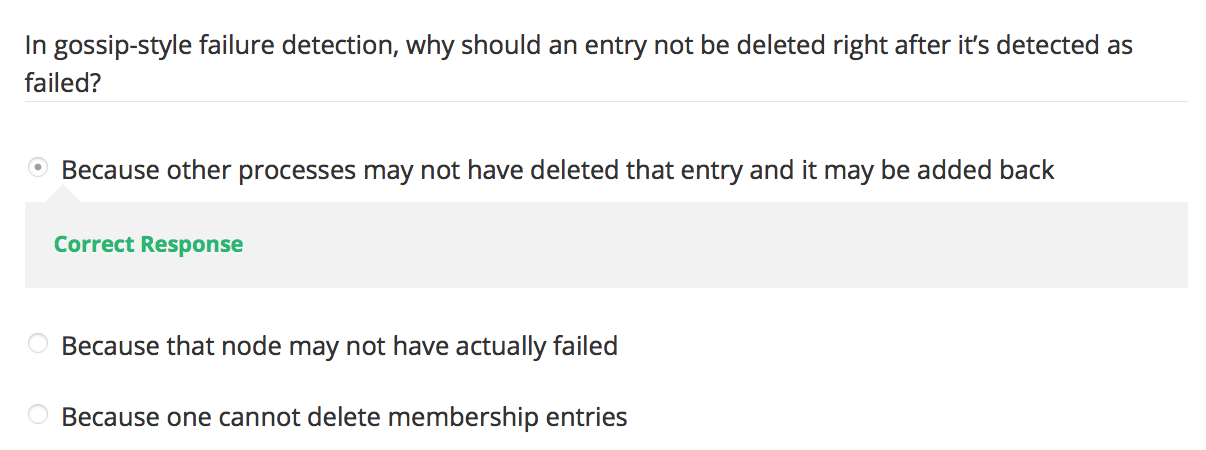 In gossip-style failure detection, why should an entry not be deleted right after it’s detected as
failed?
Because other processes may not have deleted that entry and it may be added back
Correct Response
Because that node may not have actually failed
Because one cannot delete membership entries